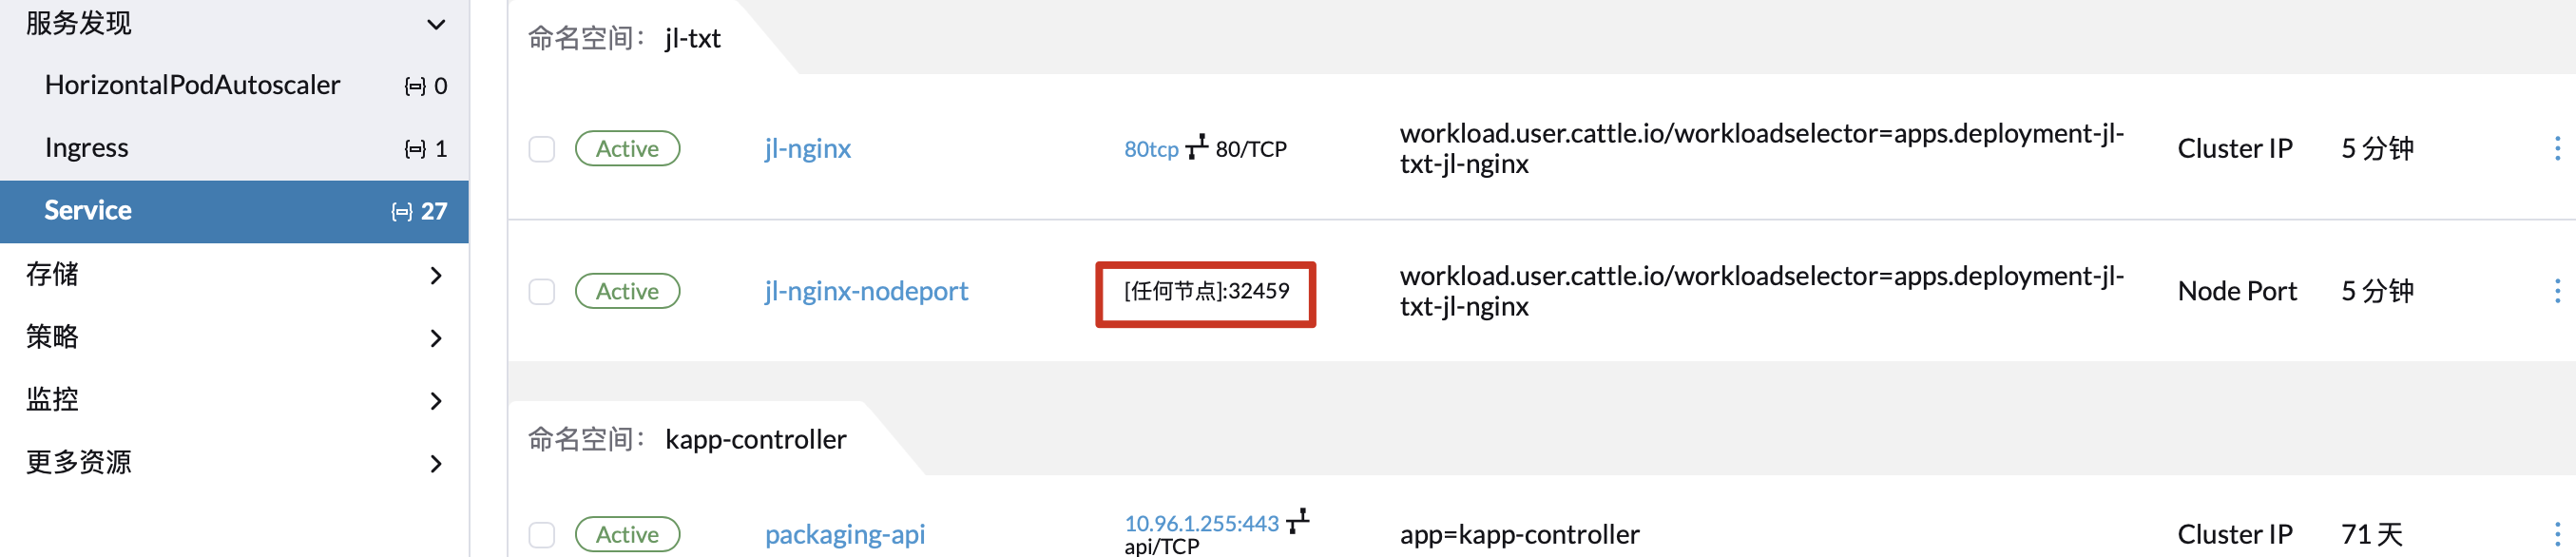 服务发现
HorizontalPodAutoscaler 0
Ingress 1
Service 27
存储
策略
监控
更多资源
命名空间： jl-txt
Active jl-nginx 80tcp 80/TCP workload.user.cattle.io/workloadselector=apps.deployment-jl-
txt-jl-nginx Cluster IP 5 分钟
Active jl-nginx-nodeport [任何节点]:32459 workload.user.cattle.io/workloadselector=apps.deployment-jl-
txt-jl-nginx Node Port 5 分钟
命名空间： kapp-controller
Active packaging-api 10.96.1.255:443
api/TCP app=kapp-controller Cluster IP 71 天